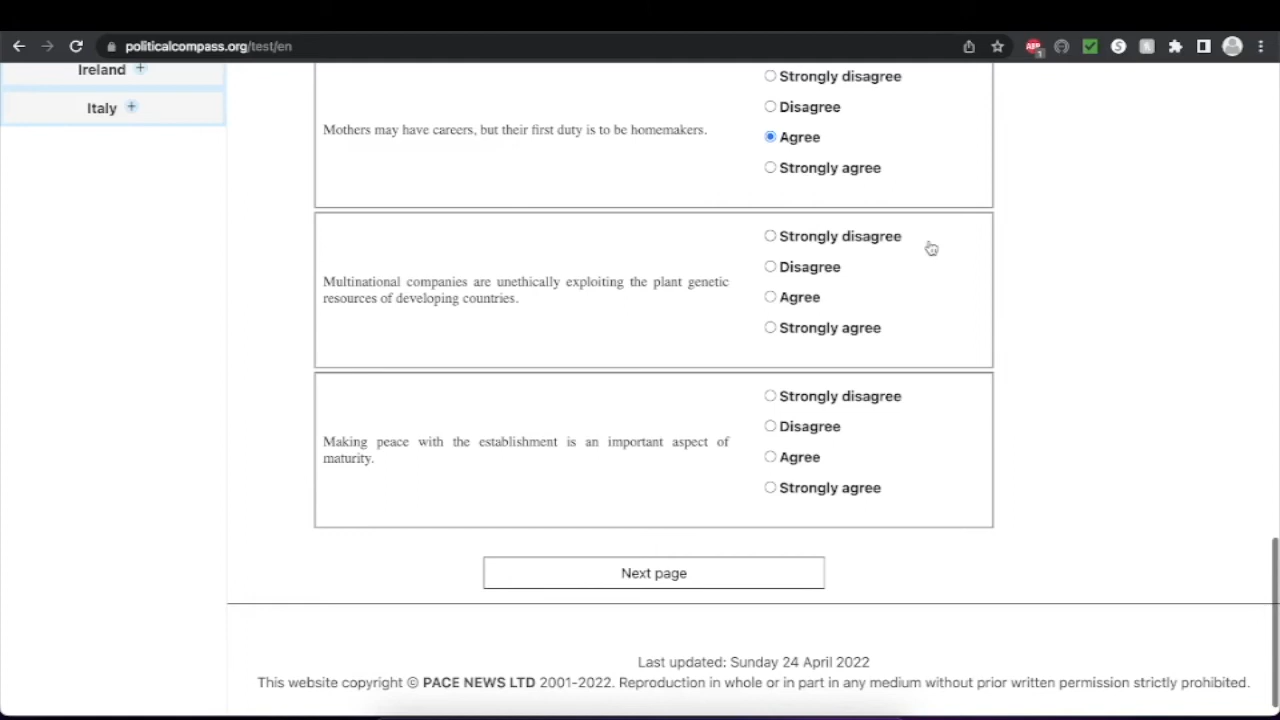 politicalcompass.org/test/en
ABP
1
S
Ireland +
Italy +
Strongly disagree
Disagree
Mothers may have careers, but their first duty is to be homemakers.
Agree
Strongly agree
Strongly disagree
Disagree
Multinational companies are unethically exploiting the plant genetic
resources of developing countries.
Agree
Strongly agree
Strongly disagree
Disagree
Making peace with the establishment is an important aspect of
maturity.
Agree
Strongly agree
Next page
Last updated: Sunday 24 April 2022
This website copyright © PACE NEWS LTD 2001-2022. Reproduction in whole or in part in any medium without prior written permission strictly prohibited.